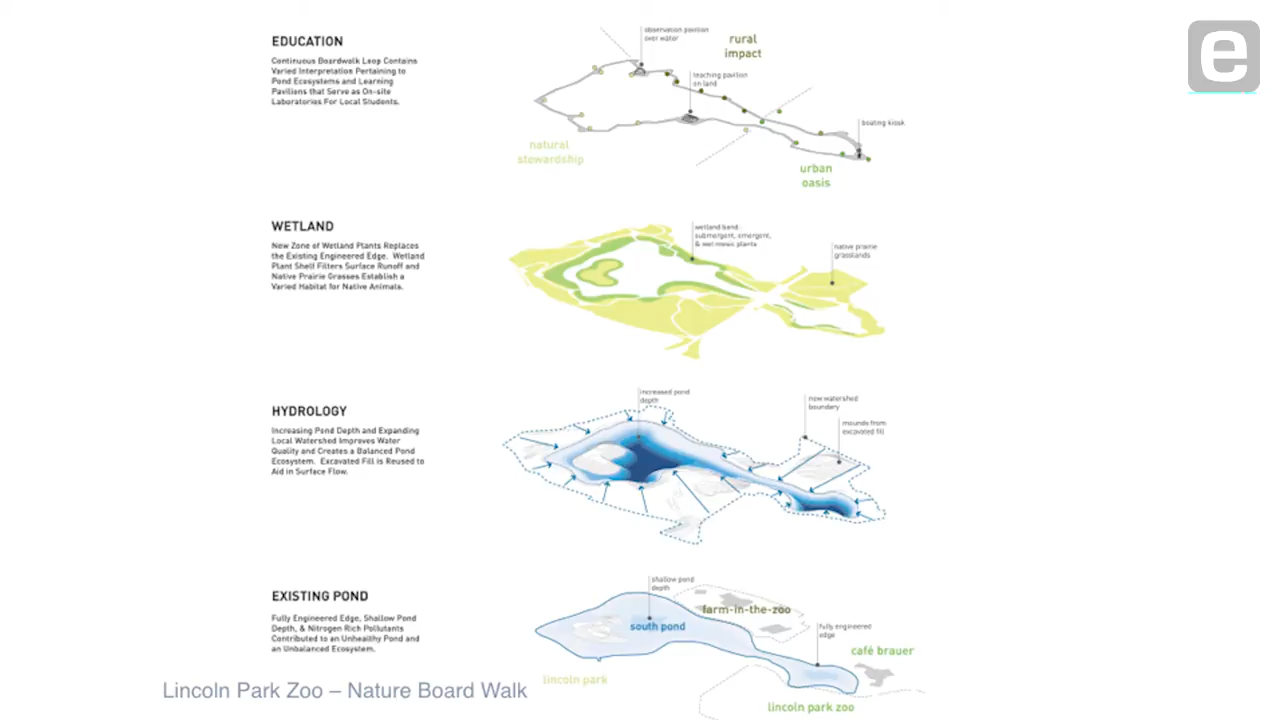 EDUCATION
Continuous Boardwalk Loop Contains
Varied Interpretation Pertaining to
Pond Ecosystems and Learning
Pavilions that Serve as On-site
Laboratories For Local Students.
observation pavilion
over water
rural
impact
teaching pavilion
on land
boating kiosk
natural
stewardship
urban
oasis
e
WETLAND
New Zone of Wetland Plants Replaces
the Existing Engineered Edge. Wetland
Plant Shelf Filters Surface Runoff and
Native Prairie Grasses Establish a
Varied Habitat for Native Animals.
wetland
submergent, emergent,
& wet mesic plants
native prairie
grasslands
HYDROLOGY
Increasing Pond Depth and Expanding
Local Watershed Improves Water
Quality and Creates a Balanced Pond
Ecosystem. Excavated Fill is Reused to
Aid in Surface Flow.
increased pond
depth
new watershed
boundary
mounds from
excavated fill
EXISTING POND
Fully Engineered Edge, Shallow Pond
Depth, & Nitrogen Rich Pollutants
Contributed to an Unhealthy Pond and
an Unbalanced Ecosystem.
shallow pond
depth
farm-in-the-zoo
south pond
fully engineered
edge
café brauer
lincoln park
lincoln park zoo
Lincoln Park Zoo – Nature Board Walk